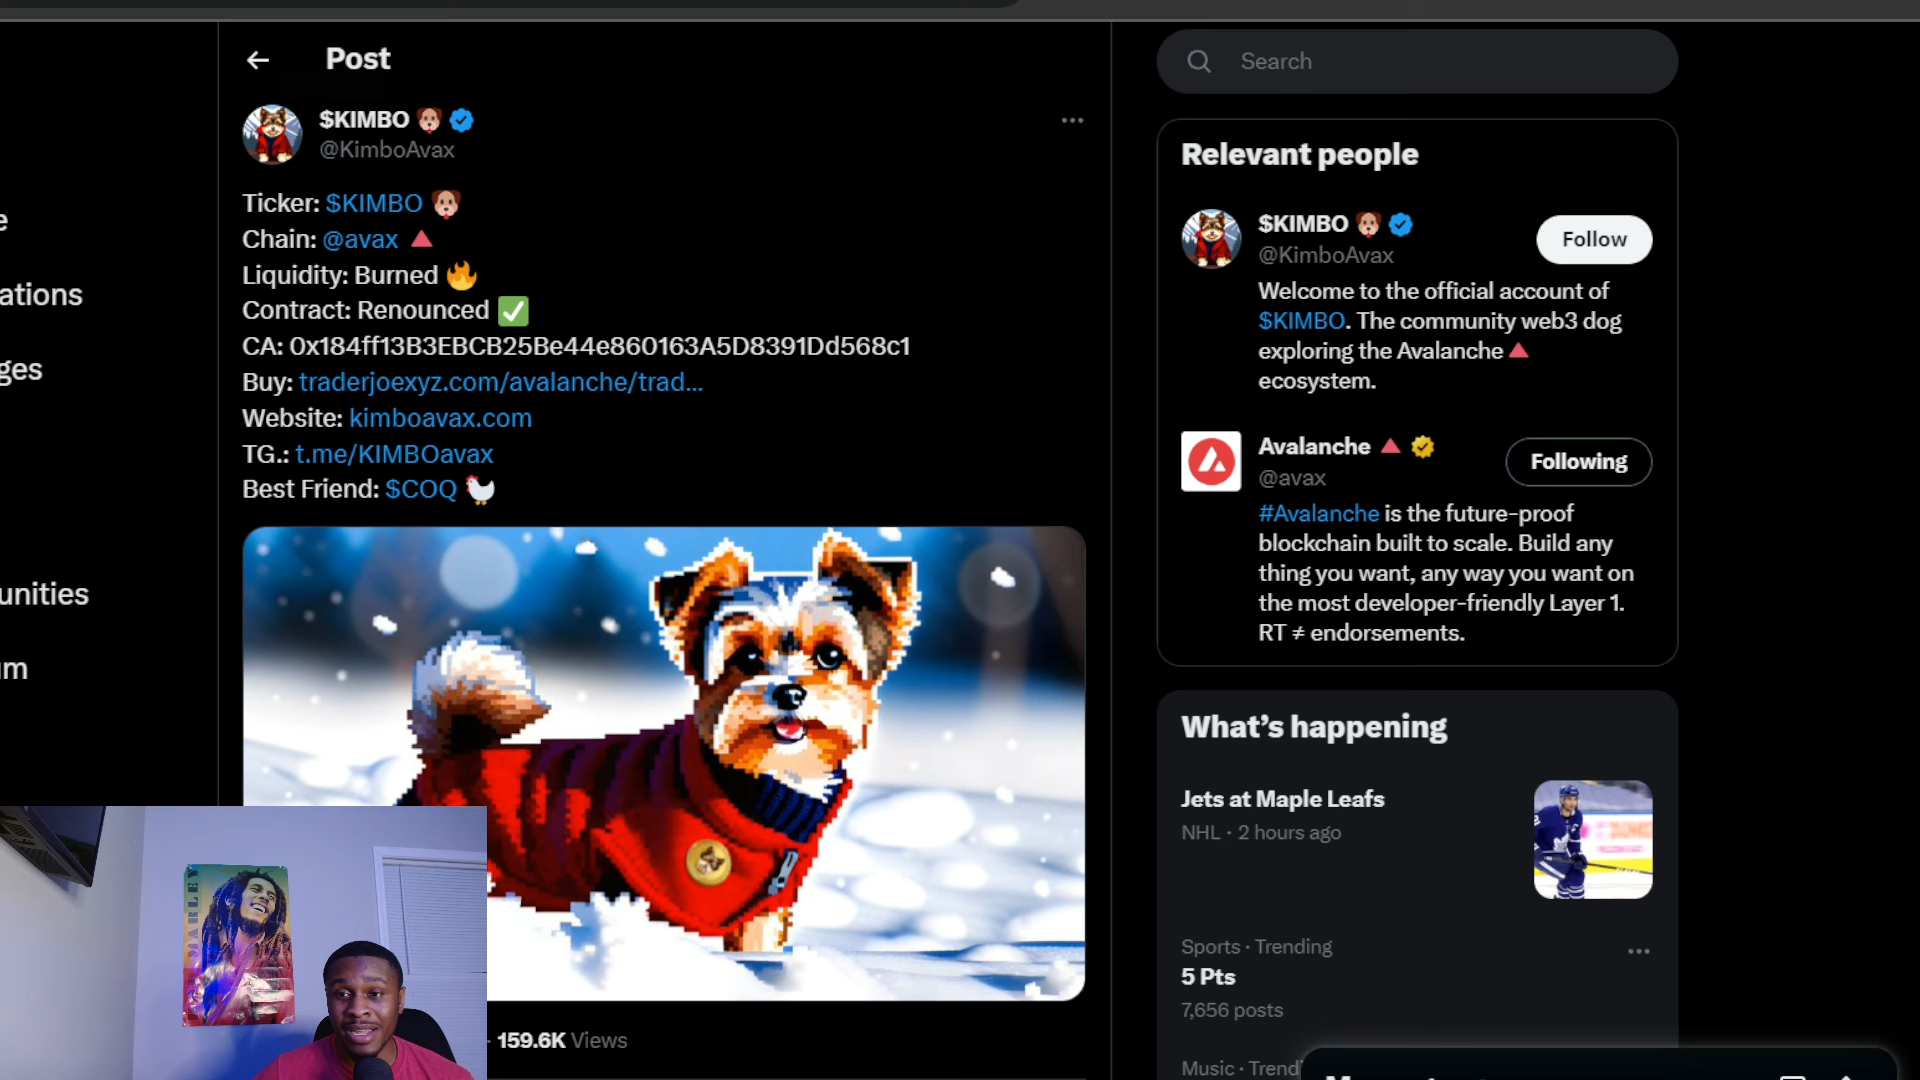 Post
Search
$KIMBO
@KimboAvax
Ticker: $KIMBO
Chain: @avax
Liquidity: Burned
Contract: Renounced
CA: 0x184ff13B3EBCB25Be44e860163A5D8391Dd568c1
Buy: traderjoexyz.com/avalanche/trad...
Website: kimboavax.com
TG.: t.me/KIMBOavax
Best Friend: $COQ
159.6K Views
e
ations
ges
unities
um
MARLEY
Relevant people
$KIMBO
@KimboAvax
Follow
Welcome to the official account of
$KIMBO. The community web3 dog
exploring the Avalanche
ecosystem.
Avalanche
@avax
Following
#Avalanche is the future-proof
blockchain built to scale. Build any
thing you want, any way you want on
the most developer-friendly Layer 1.
RT ≠ endorsements.
What's happening
Jets at Maple Leafs
NHL · 2 hours ago
Sports · Trending
5 Pts
7,656 posts
Music · Trend